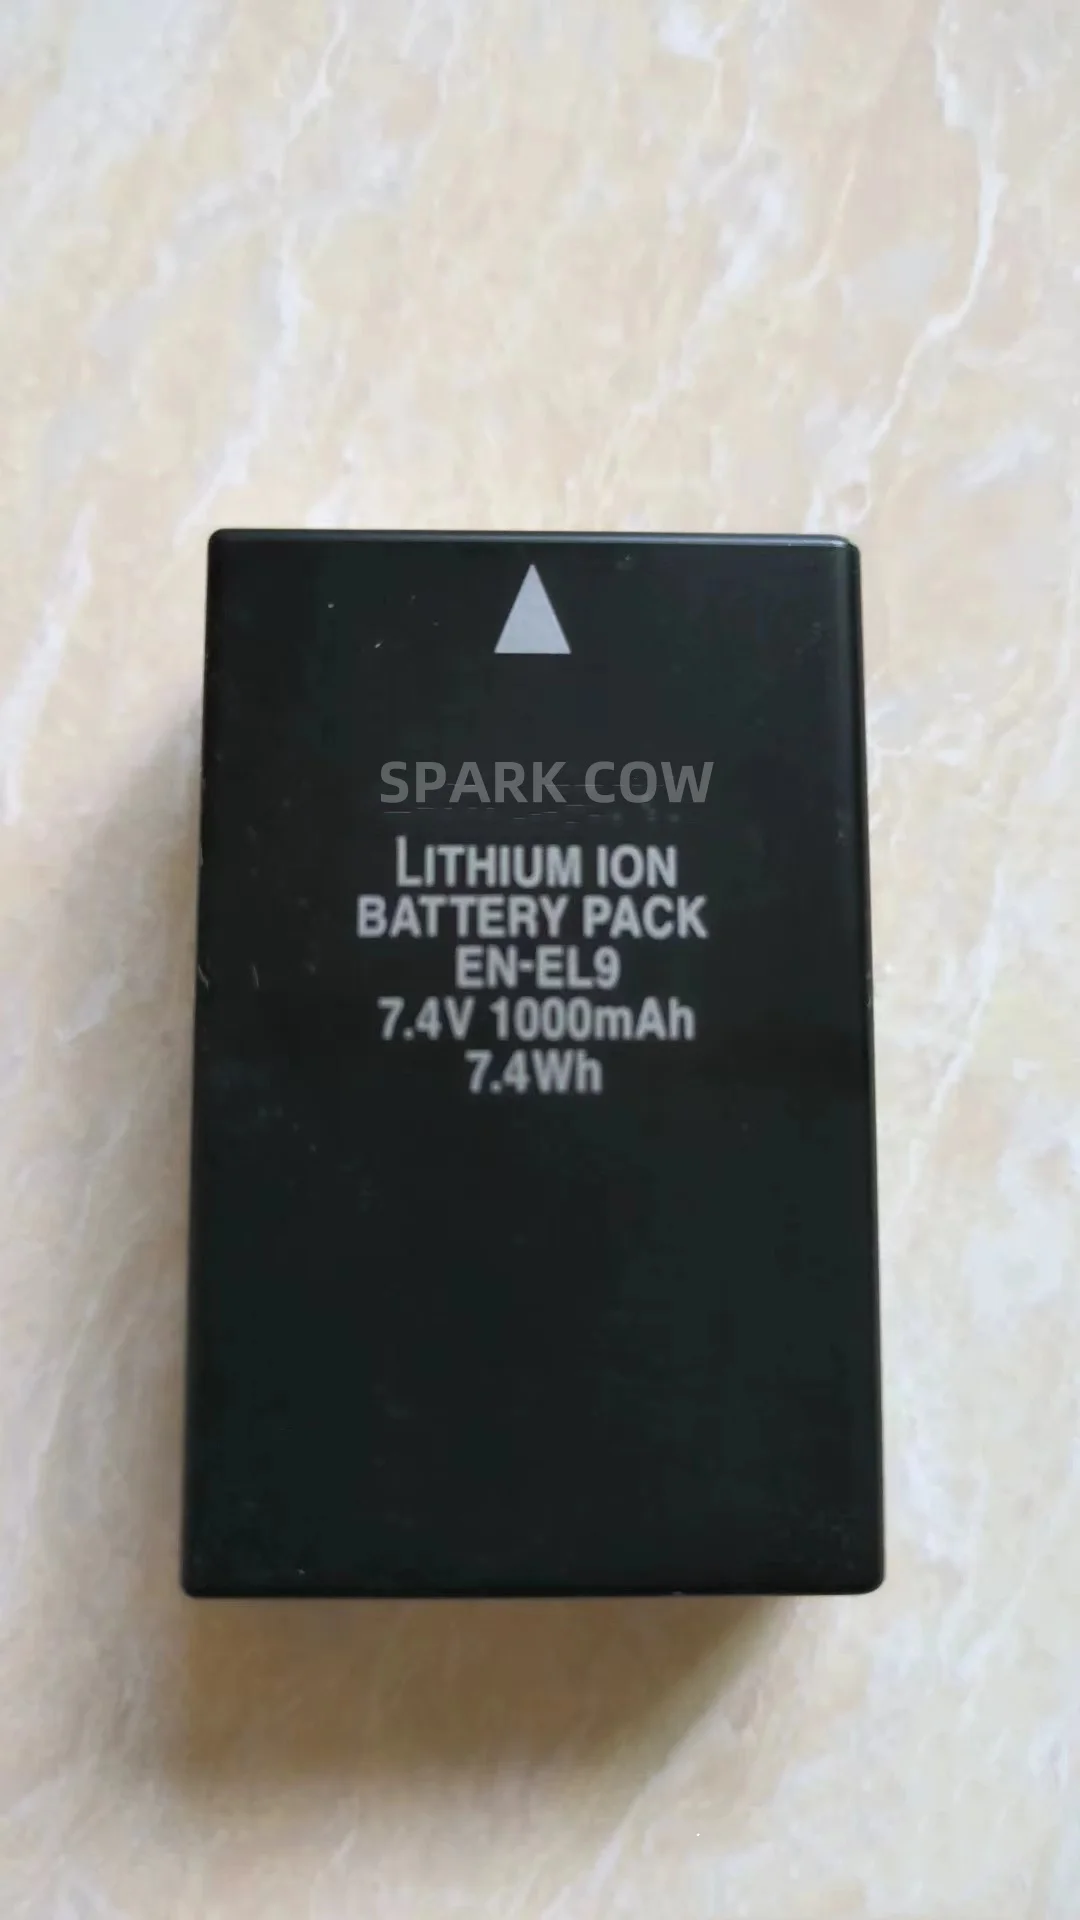 SPARK COW
LITHIUM ION
BATTERY PACK
EN-EL9
7.4V 1000mAh
7.4Wh